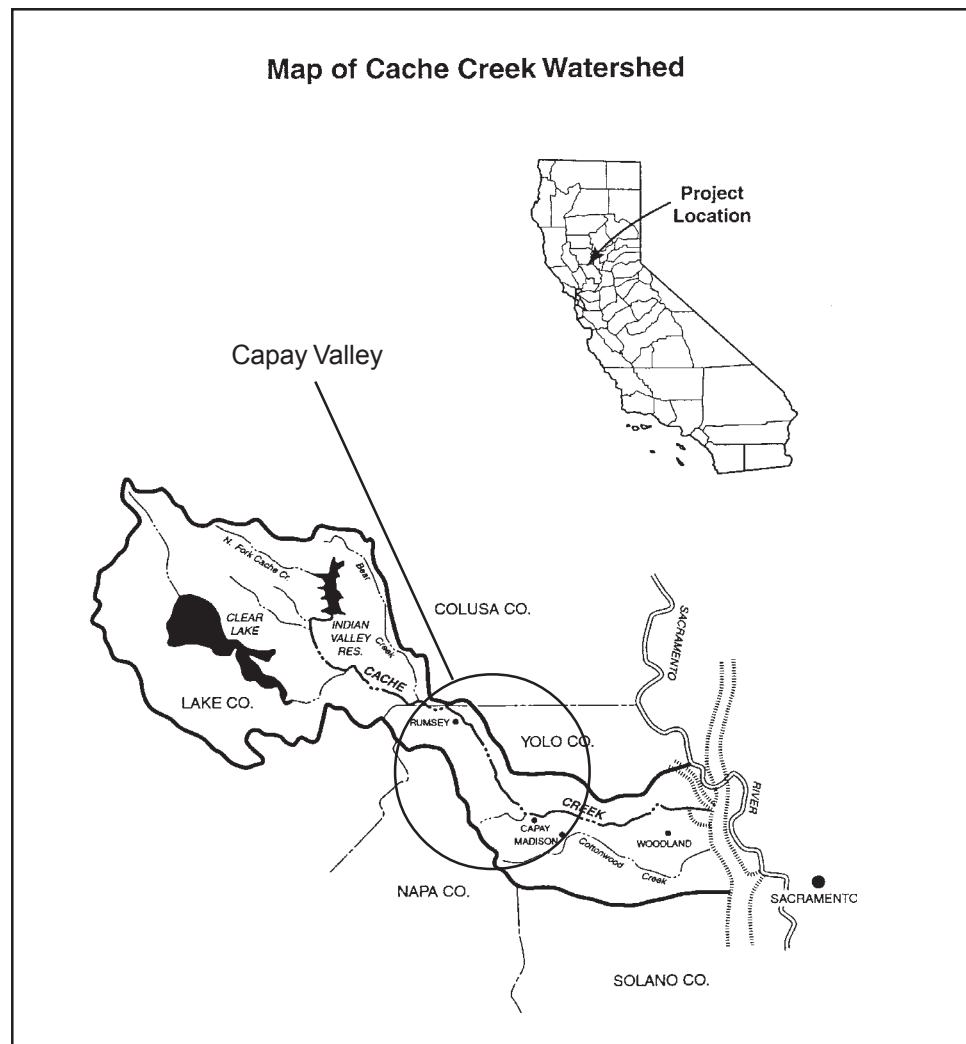 Map of Cache Creek Watershed
Project
Location
Capay Valley
N. Fork Cache Cr.
Bear
Creek
CLEAR
LAKE
INDIAN
VALLEY
RES.
COLUSA CO.
CACHE
LAKE CO.
RUMSEY
YOLO CO.
CREEK
CAPAY
MADISON
Cottonwood
Creek
WOODLAND
SACRAMENTO
RIVER
NAPA CO.
SACRAMENTO
SOLANO CO.